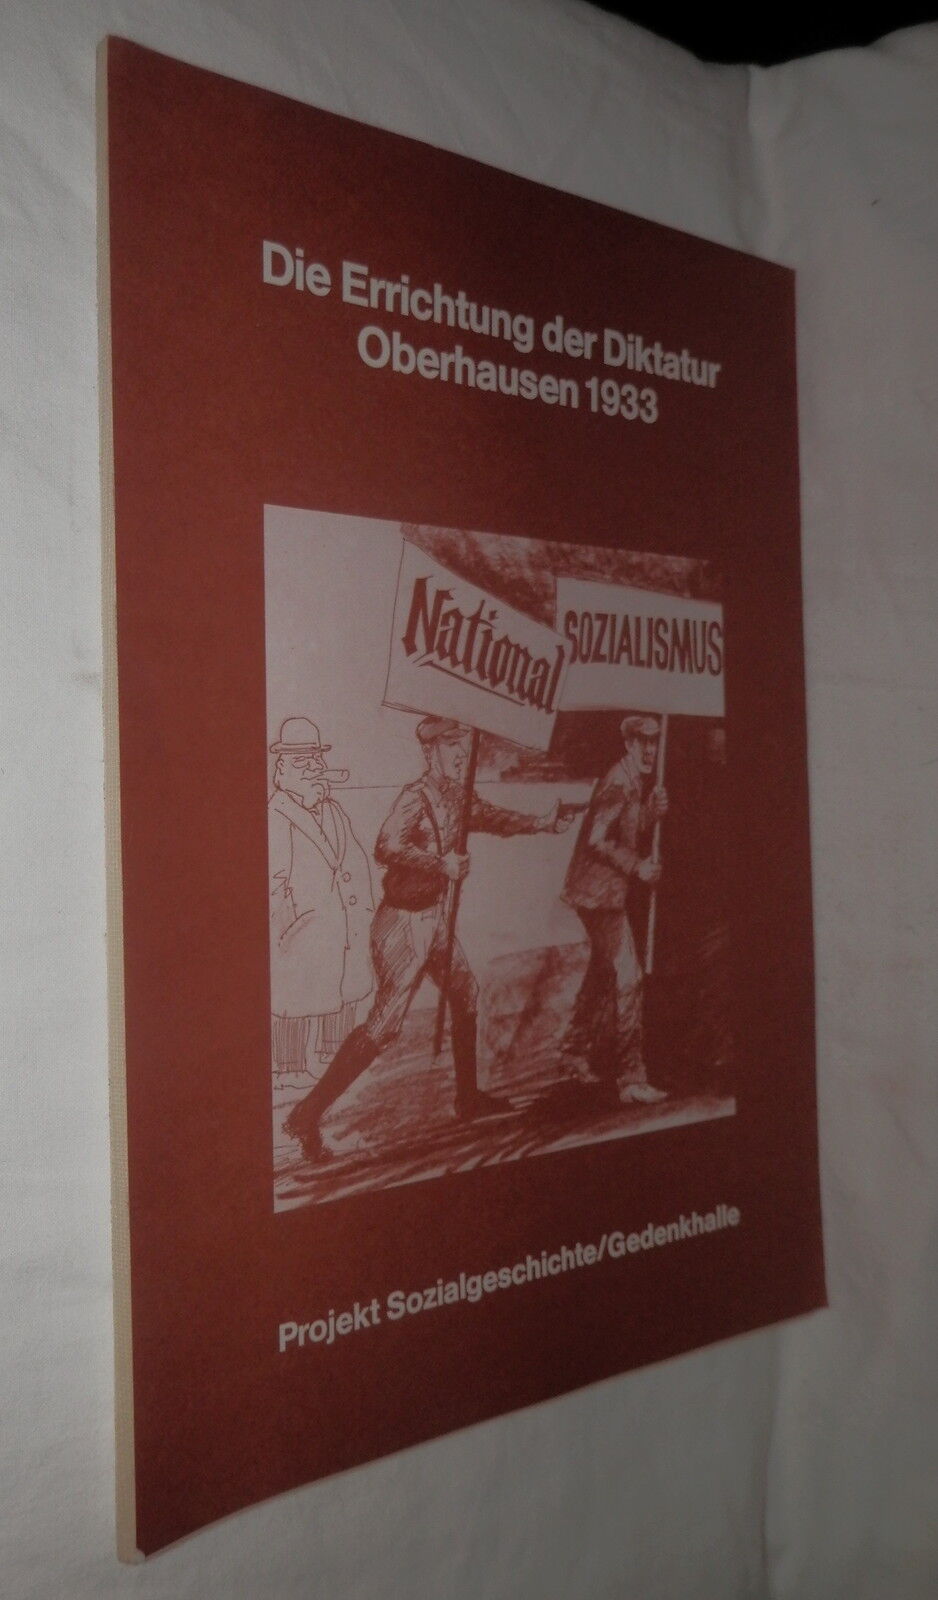 Die Errichtung der Diktatur
Oberhausen 1933
National
SOZIALISMUS
Projekt Sozialgeschichte/Gedenkhalle